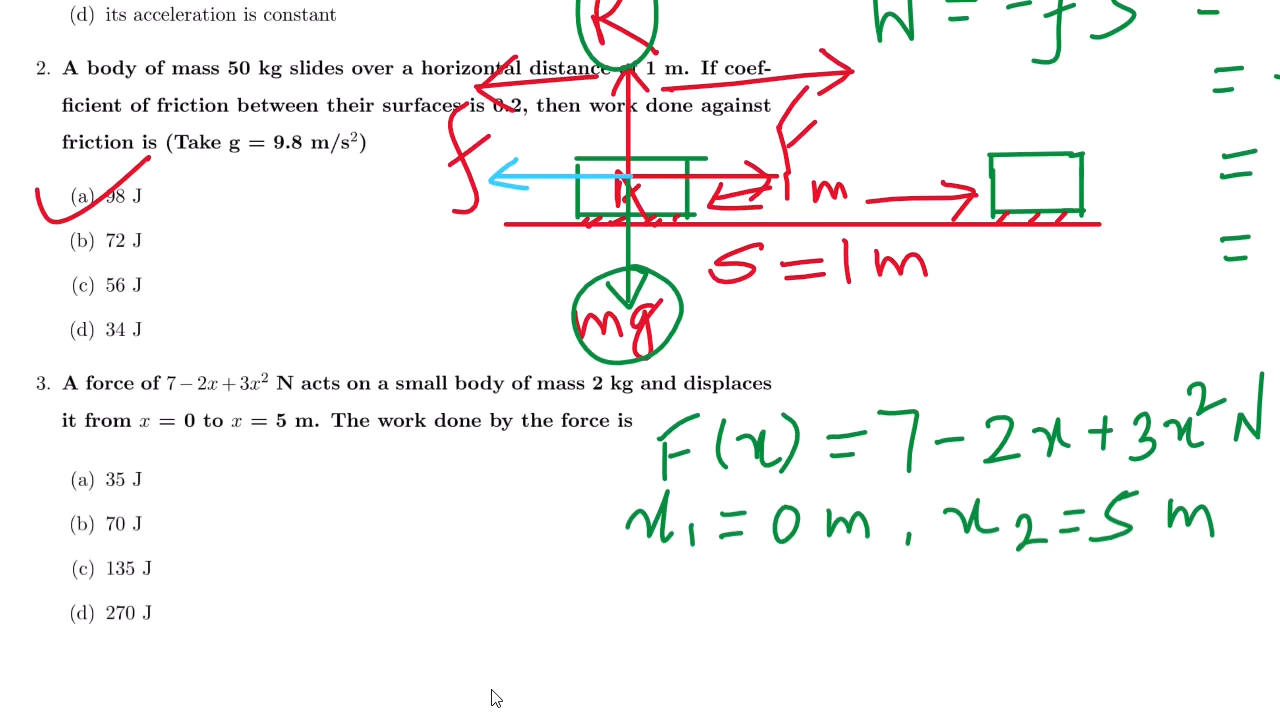 (d) its acceleration is constant
2. A body of mass 50 kg slides over a horizontal distance 1 m. If coef-
ficient of friction between their surfaces is 0.2, then work done against
friction is (Take g = 9.8 m/s²)
(a) 98 J
(b) 72 J
(c) 56 J
(d) 34 J
R
W = -fs
=
=
=
f
F
1 m
S = 1 m
mg
3. A force of 7 − 2x + 3x² N acts on a small body of mass 2 kg and displaces
it from x = 0 to x = 5 m. The work done by the force is
(a) 35 J
(b) 70 J
(c) 135 J
(d) 270 J
F(x) = 7 - 2x + 3x² N
x₁ = 0 m, x₂ = 5 m